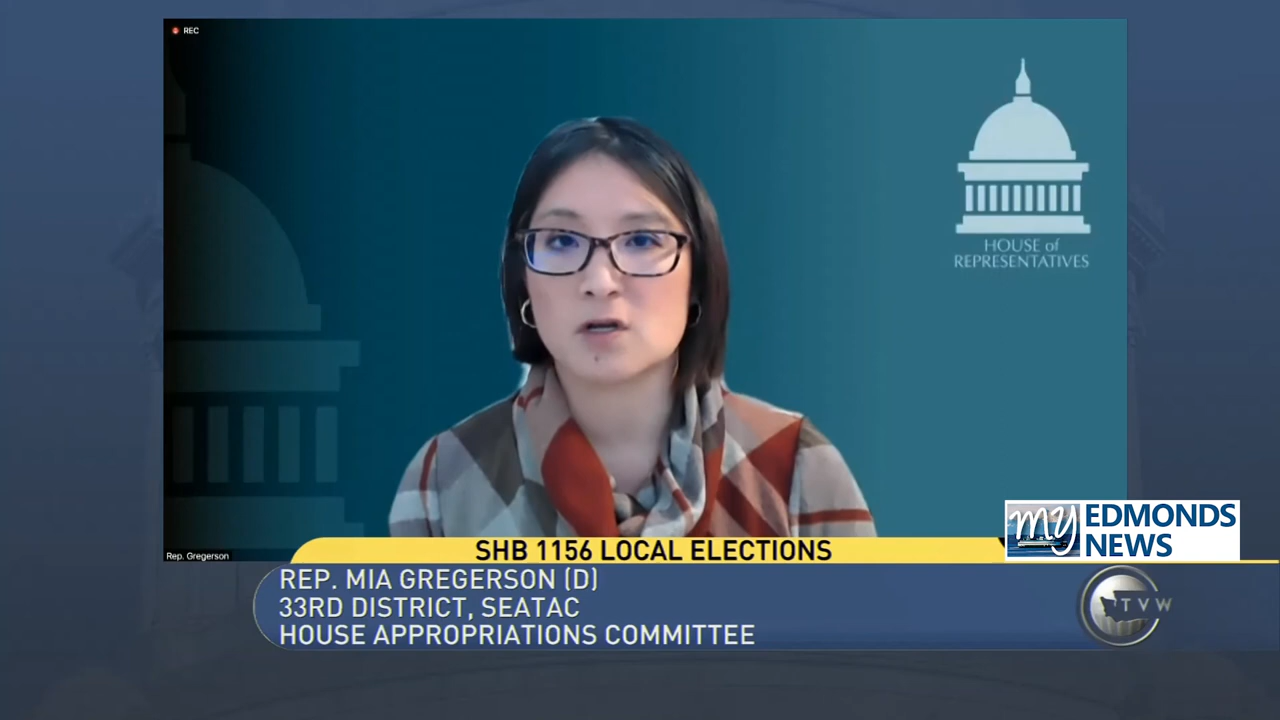 REC
HOUSE of
REPRESENTATIVES
my
EDMONDS
NEWS
Rep. Gregerson
SHB 1156 LOCAL ELECTIONS
REP. MIA GREGERSON (D)
33RD DISTRICT, SEATAC
HOUSE APPROPRIATIONS COMMITTEE
TVW